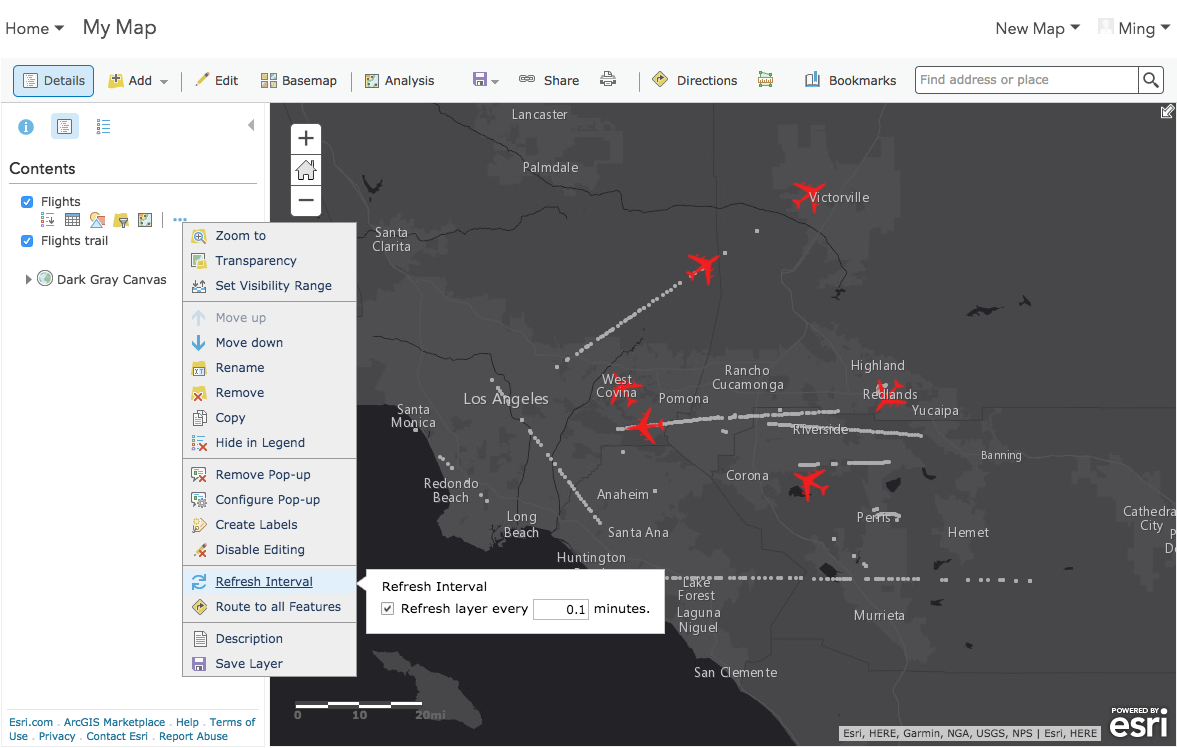 Home My Map New Map Ming
Details Add Edit Basemap Analysis Share Directions Bookmarks Find address or place
Contents
Flights
Flights trail
Dark Gray Canvas
Zoom to
Transparency
Set Visibility Range
Move up
Move down
Rename
Remove
Copy
Hide in Legend
Remove Pop-up
Configure Pop-up
Create Labels
Disable Editing
Refresh Interval
Route to all Features
Description
Save Layer
Refresh Interval
Refresh layer every 0.1 minutes.
Lancaster
Palmdale
Victorville
Santa
Clarita
Highland
Rancho
Cucamonga
West
Covina
Pomona
Redlands
Yucaipa
Los Angeles
Santa
Monica
Riverside
Banning
Corona
Redondo
Beach
Anaheim
Long
Beach
Santa Ana
Perris
Hemet
Cathedra
City
P
D
Huntington
Lake
Forest
Laguna
Niguel
Murrieta
San Clemente
0 10 20mi
Esri, HERE, Garmin, NGA, USGS, NPS | Esri, HERE
POWERED BY
esri
Esri.com . ArcGIS Marketplace . Help . Terms of
Use . Privacy . Contact Esri . Report Abuse